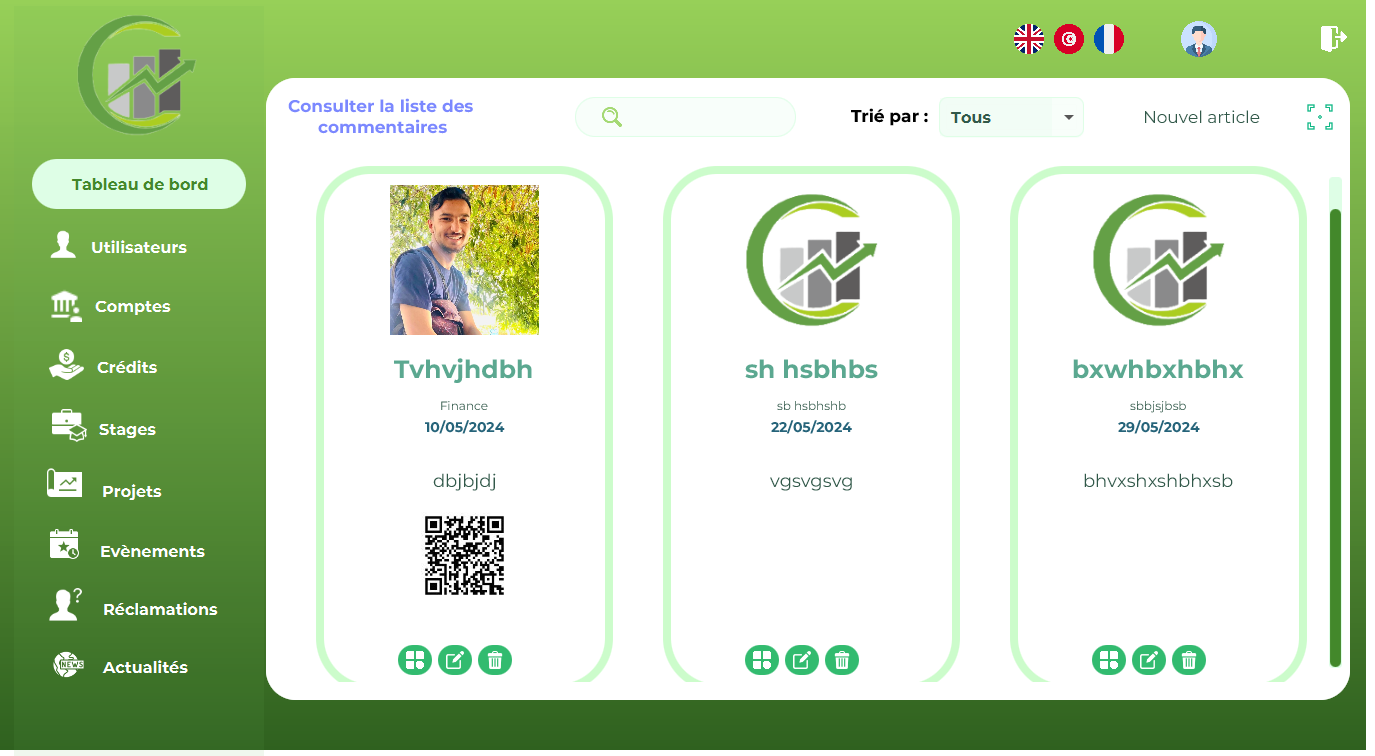 Consulter la liste des
commentaires
Trié par :
Tous
Nouvel article
Tableau de bord
Utilisateurs
Comptes
Crédits
Stages
Projets
Evènements
Réclamations
NEWS
Actualités
Tvhvjhdbh
Finance
10/05/2024
dbjbjdj
sh hsbhbs
sb hsbhshb
22/05/2024
vgsvgsvg
bxwhbxhbhx
sbbjsjbsb
29/05/2024
bhvxshxshbhxsb